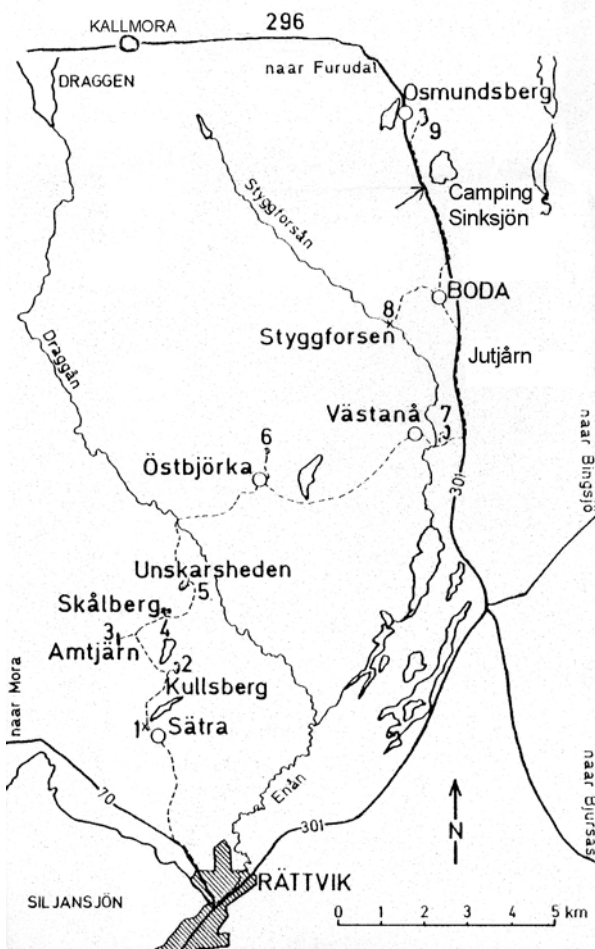 KALLMORA
296
DRAGGEN
naar Furudal
Osmundsberg
9
Camping
Sinksjön
Styggforsån
BODA
8
Styggforsen
Jutjårn
Draggån
Västanå
7
6
Östbjörka
301
naar Bingsjö
Unskarsheden
5
Skålberg
4
3
Amtjärn
2
Kullsberg
naar Mora
1
Sätra
70
Enån
301
naar Bjursås
N
RÄTTVIK
SILJANSJÖN
0 1 2 3 4 5 km